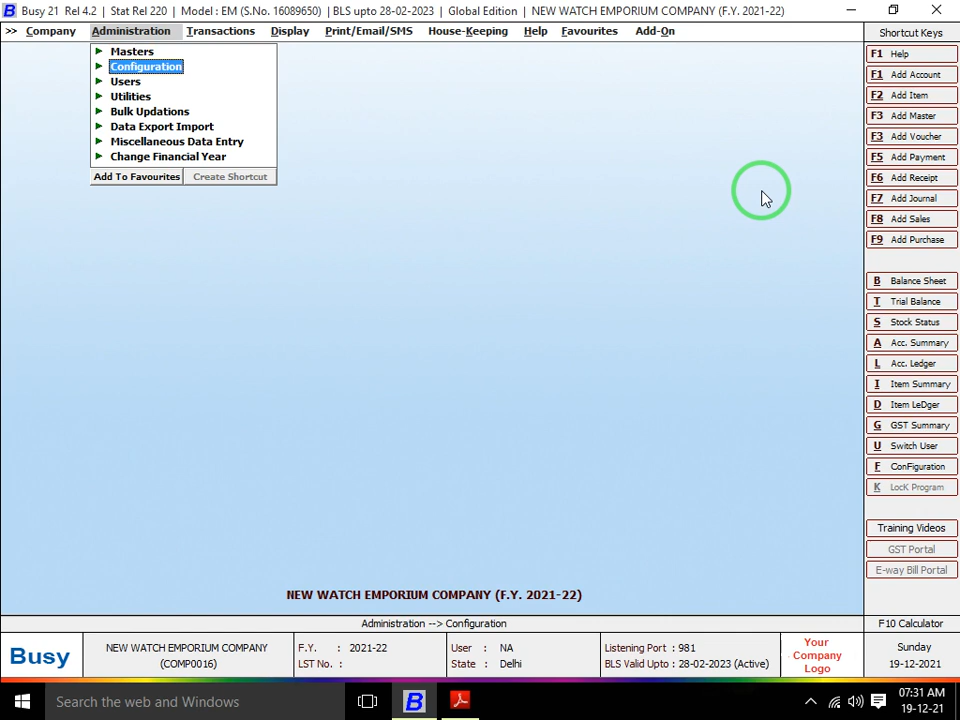 Busy 21 Rel 4.2 | Stat Rel 220 | Model : EM (S.No. 16089650) | BLS upto 28-02-2023 | Global Edition | NEW WATCH EMPORIUM COMPANY (F.Y. 2021-22)
>> Company Administration Transactions Display Print/Email/SMS House-Keeping Help Favourites Add-On
Masters
Configuration
Users
Utilities
Bulk Updations
Data Export Import
Miscellaneous Data Entry
Change Financial Year
Add To Favourites Create Shortcut
Shortcut Keys
F1 Help
F1 Add Account
F2 Add Item
F3 Add Master
F3 Add Voucher
F5 Add Payment
F6 Add Receipt
F7 Add Journal
F8 Add Sales
F9 Add Purchase
B Balance Sheet
T Trial Balance
S Stock Status
A Acc. Summary
L Acc. Ledger
I Item Summary
D Item LeDger
G GST Summary
U Switch User
F ConFiguration
K LocK Program
Training Videos
GST Portal
E-way Bill Portal
NEW WATCH EMPORIUM COMPANY (F.Y. 2021-22)
Administration --> Configuration
F10 Calculator
Busy
NEW WATCH EMPORIUM COMPANY
(COMP0016)
F.Y. : 2021-22
LST No. :
User : NA
State : Delhi
Listening Port : 981
BLS Valid Upto : 28-02-2023 (Active)
Your
Company
Logo
Sunday
19-12-2021
Search the web and Windows
07:31 AM
19-12-21